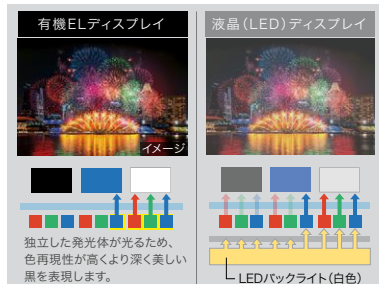 有機ELディスプレイ
液晶(LED)ディスプレイ
イメージ
独立した発光体が光るため、
色再現性が高くより深く美しい
黒を表現します。
LEDバックライト(白色)